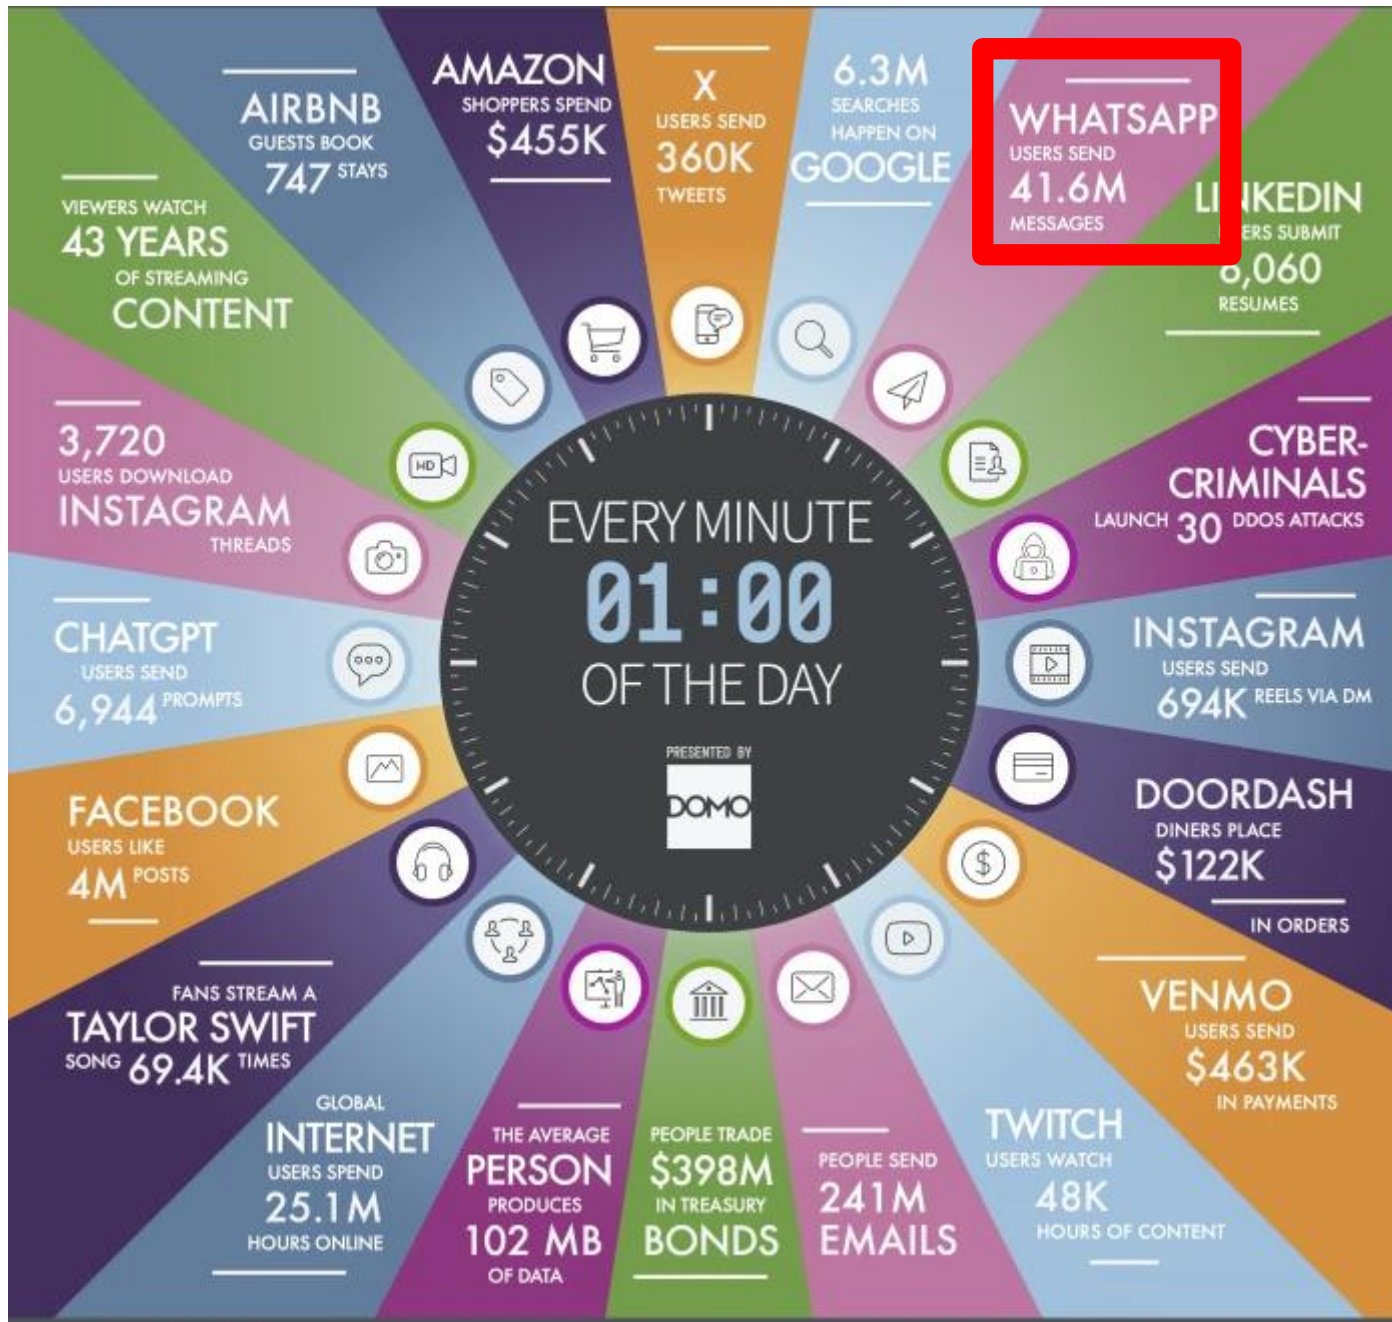 AMAZON
SHOPPERS SPEND
$455K
X
USERS SEND
360K
TWEETS
6.3M
SEARCHES
HAPPEN ON
GOOGLE
WHATSAPP
USERS SEND
41.6M
MESSAGES
LINKEDIN
USERS SUBMIT
6,060
RESUMES
CYBER-
CRIMINALS
LAUNCH 30 DDOS ATTACKS
INSTAGRAM
USERS SEND
694K REELS VIA DM
DOORDASH
DINERS PLACE
$122K
IN ORDERS
VENMO
USERS SEND
$463K
IN PAYMENTS
TWITCH
USERS WATCH
48K
HOURS OF CONTENT
PEOPLE SEND
241M
EMAILS
PEOPLE TRADE
$398M
IN TREASURY
BONDS
THE AVERAGE
PERSON
PRODUCES
102 MB
OF DATA
GLOBAL
INTERNET
USERS SPEND
25.1M
HOURS ONLINE
FANS STREAM A
TAYLOR SWIFT
SONG 69.4K TIMES
FACEBOOK
USERS LIKE
4M POSTS
CHATGPT
USERS SEND
6,944 PROMPTS
3,720
USERS DOWNLOAD
INSTAGRAM
THREADS
VIEWERS WATCH
43 YEARS
OF STREAMING
CONTENT
AIRBNB
GUESTS BOOK
747 STAYS
HD
EVERY MINUTE
01:00
OF THE DAY
PRESENTED BY
DOMO